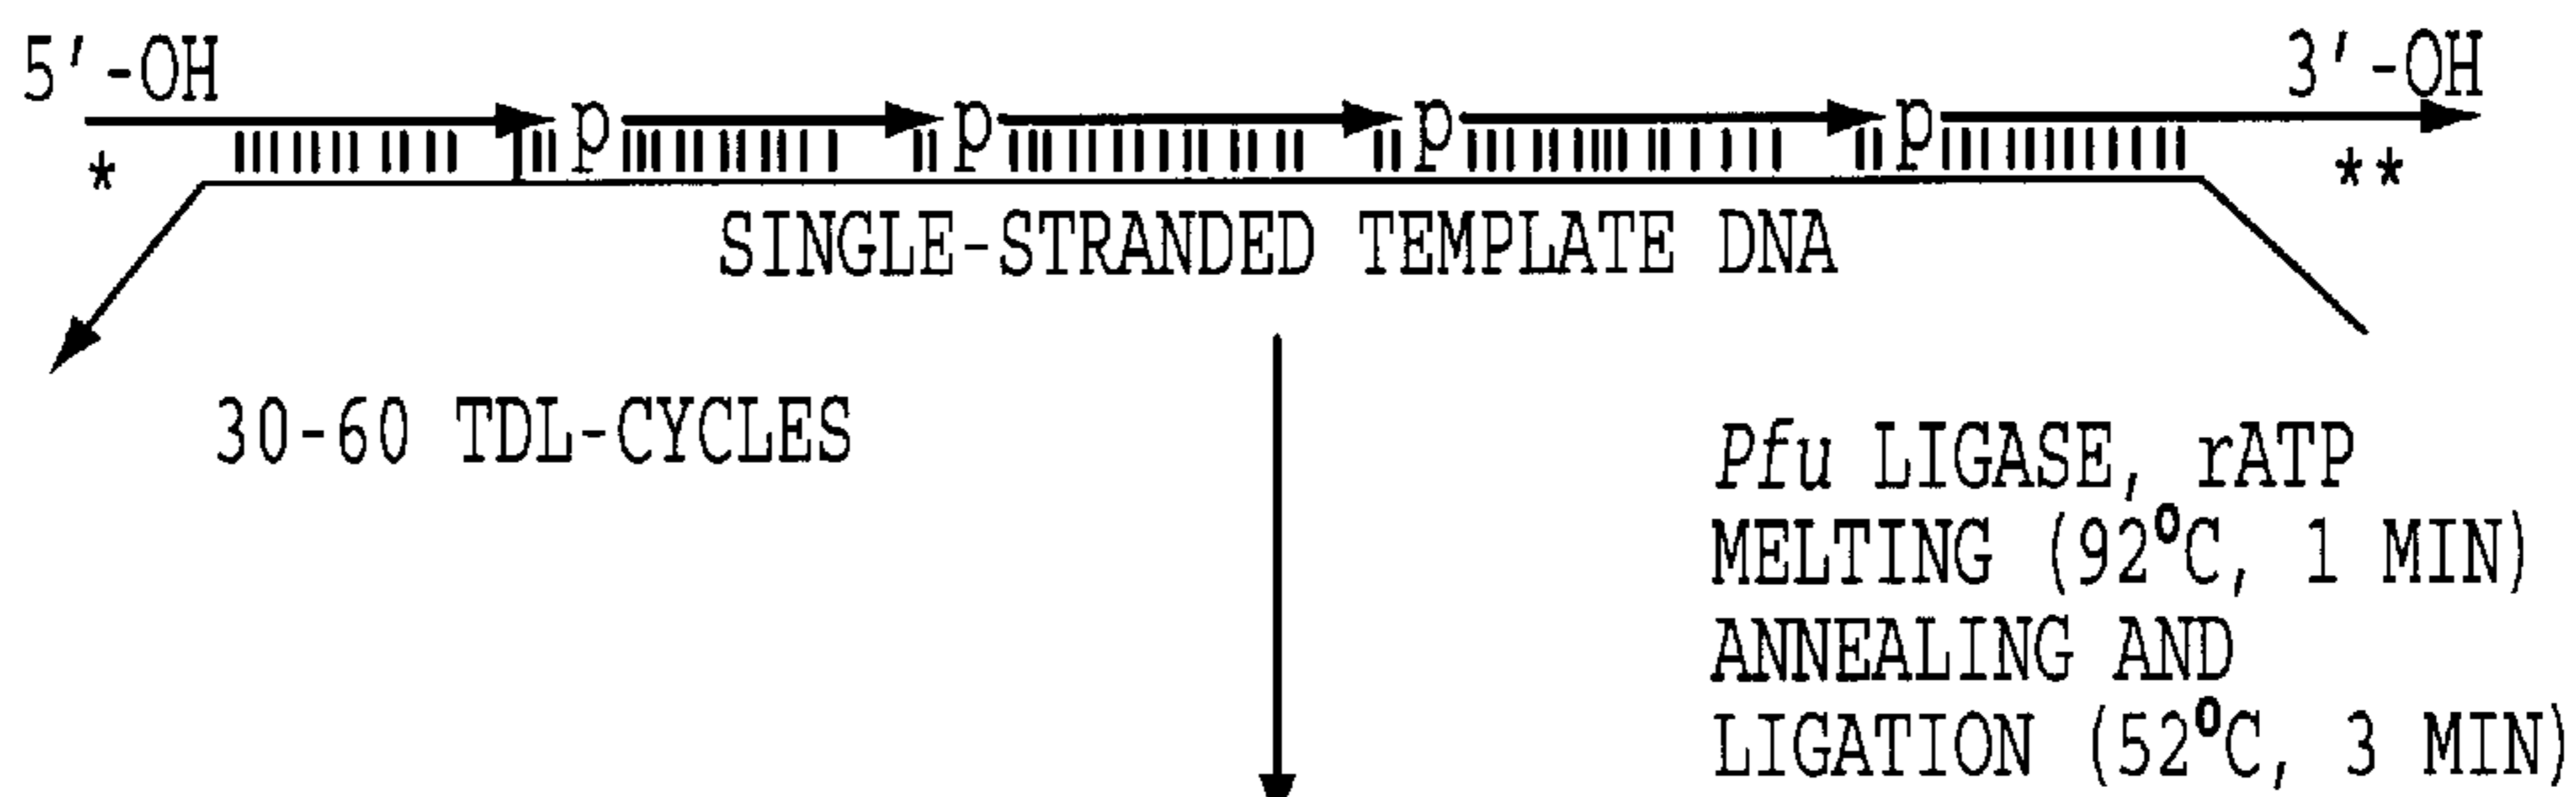 5'-OH 3'-OH
p p p p
* **
SINGLE-STRANDED TEMPLATE DNA
30-60 TDL-CYCLES
Pfu LIGASE, rATP
MELTING (92°C, 1 MIN)
ANNEALING AND
LIGATION (52°C, 3 MIN)